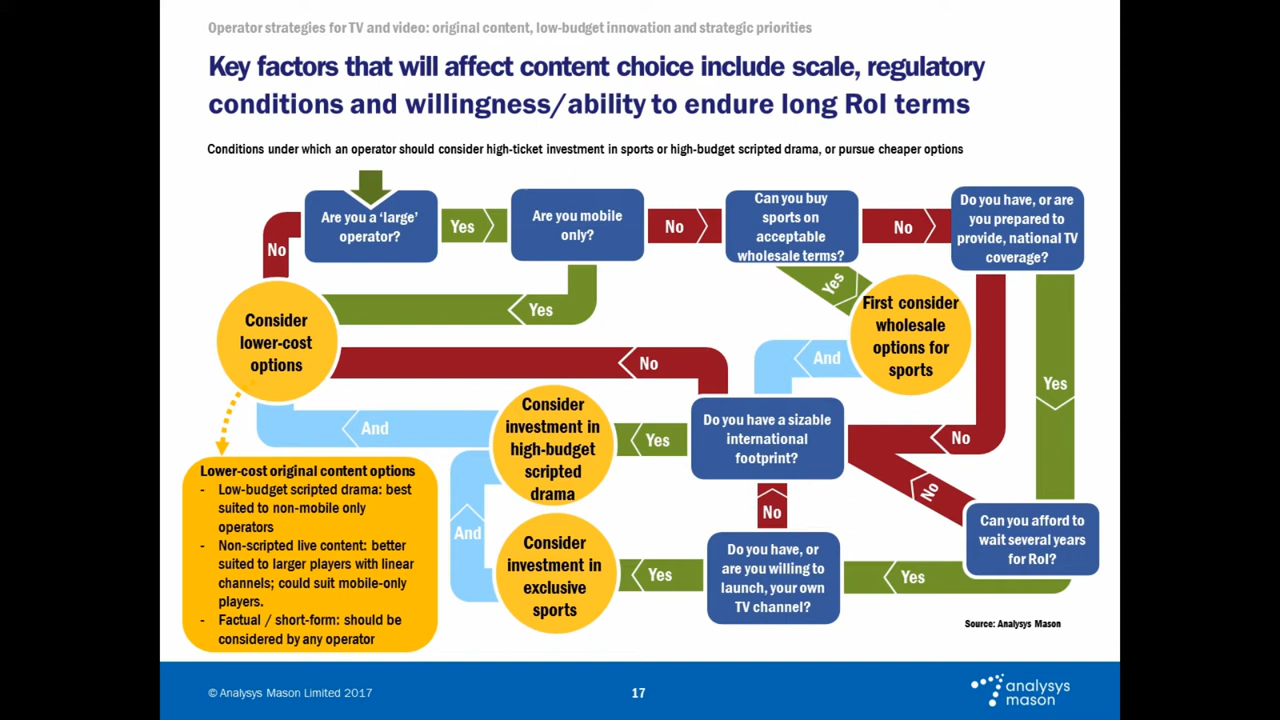 Operator strategies for TV and video: original content, low-budget innovation and strategic priorities
Key factors that will affect content choice include scale, regulatory
conditions and willingness/ability to endure long RoI terms
Conditions under which an operator should consider high-ticket investment in sports or high-budget scripted drama, or pursue cheaper options
Are you a ‘large’
operator?
Yes
Are you mobile
only?
No
Can you buy
sports on
acceptable
wholesale terms?
No
Do you have, or are
you prepared to
provide, national TV
coverage?
No
Yes
Yes
First consider
wholesale
options for
sports
Consider
lower-cost
options
No
And
Yes
And
Consider
investment in
high-budget
scripted
drama
Yes
Do you have a sizable
international
footprint?
No
No
And
No
Can you afford to
wait several years
for RoI?
Consider
investment in
exclusive
sports
Yes
Do you have, or
are you willing to
launch, your own
TV channel?
Yes
Lower-cost original content options
- Low-budget scripted drama: best
suited to non-mobile only
operators
- Non-scripted live content: better
suited to larger players with linear
channels; could suit mobile-only
players.
- Factual / short-form: should be
considered by any operator
Source: Analysys Mason
© Analysys Mason Limited 2017
17
analysys
mason